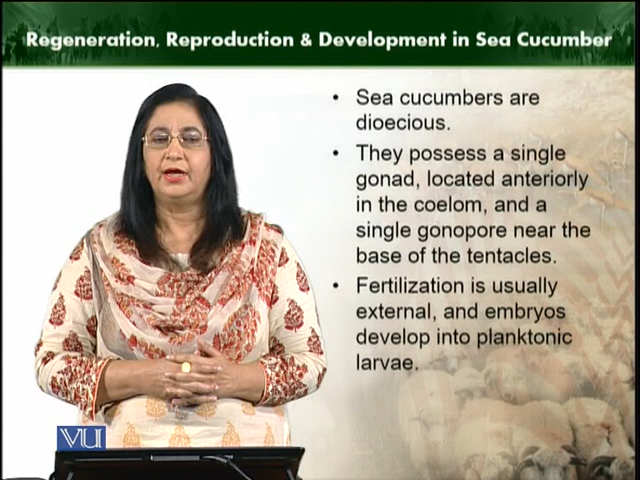 Regeneration, Reproduction & Development in Sea Cucumber
• Sea cucumbers are
dioecious.
• They possess a single
gonad, located anteriorly
in the coelom, and a
single gonopore near the
base of the tentacles.
• Fertilization is usually
external, and embryos
develop into planktonic
larvae.
VU